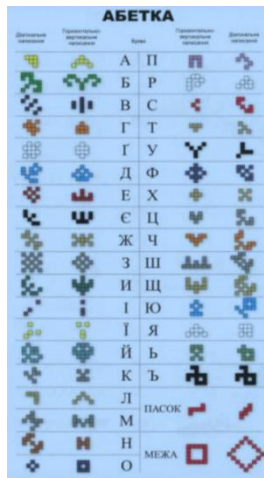 АБЕТКА
Діагональне написання Горизонтально-вертикальне написання Букви Горизонтально-вертикальне написання Діагональне написання
А П
Б Р
В С
Г Т
Ґ У
Д Ф
Е Х
Є Ц
Ж Ч
З Ш
И Щ
І Ю
Ї Я
Й Ь
К Ъ
Л
ПАСОК
М
Н
МЕЖА
О